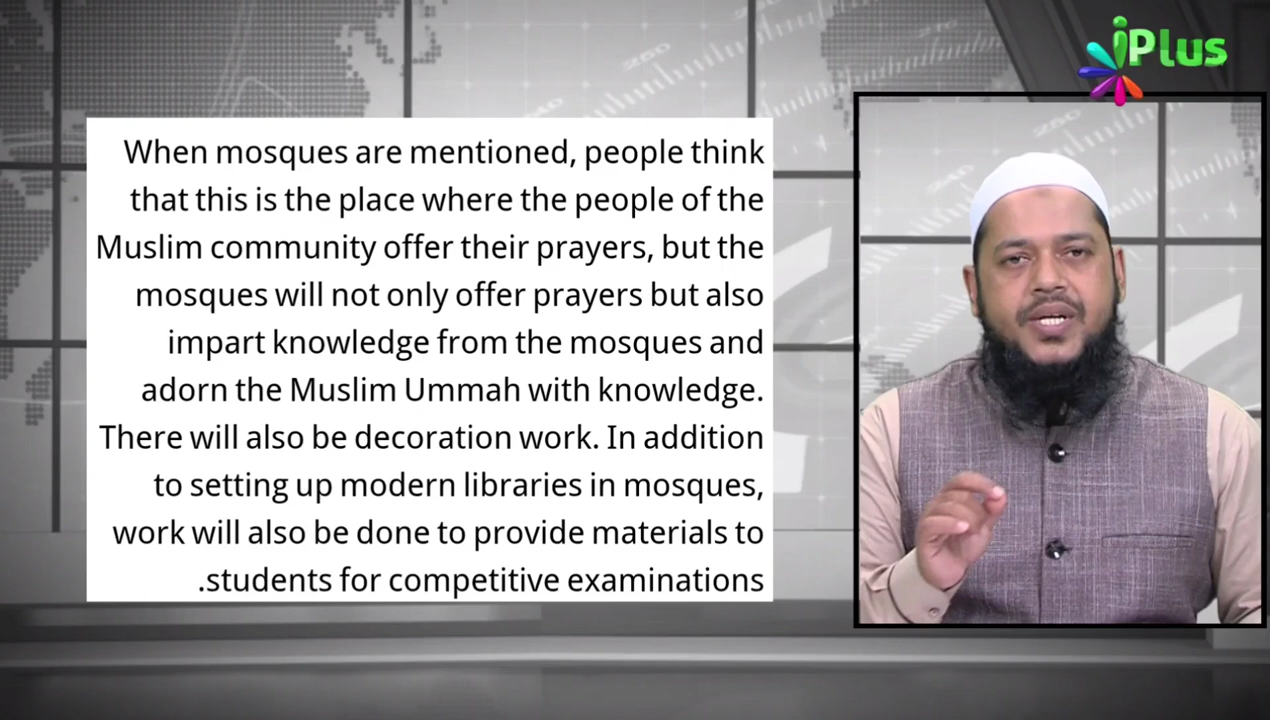 iPlus
When mosques are mentioned, people think
that this is the place where the people of the
Muslim community offer their prayers, but the
mosques will not only offer prayers but also
impart knowledge from the mosques and
adorn the Muslim Ummah with knowledge.
There will also be decoration work. In addition
to setting up modern libraries in mosques,
work will also be done to provide materials to
.students for competitive examinations